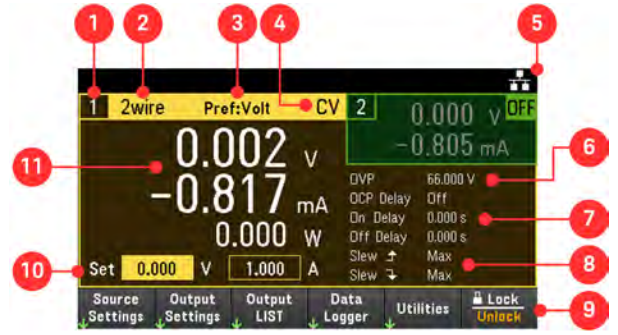 1 2 3 4 5
1 2wire Pref:Volt CV 2 0.000 V OFF
-0.805 mA
0.002 V
-0.817 mA
0.000 W
OVP 66.000 V
OCP Delay Off
On Delay 0.000 s
Off Delay 0.000 s
Slew Max
Slew Max
6
7
8
11
10
Set 0.000 V 1.000 A
Source Settings
Output Settings
Output LIST
Data Logger
Utilities
Lock
Unlock
9